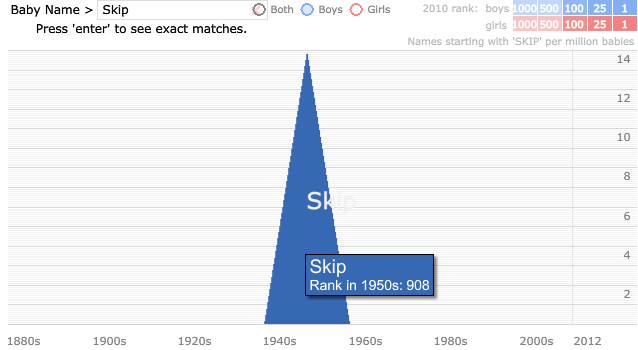 Baby Name > Skip Both Boys Girls 2010 rank: boys 1000 500 100 25 1
Press 'enter' to see exact matches. girls 1000 500 100 25 1
Names starting with 'SKIP' per million babies
14
12
10
8
Skip
6
Skip
4
Rank in 1950s: 908
2
1880s 1900s 1920s 1940s 1960s 1980s 2000s 2012